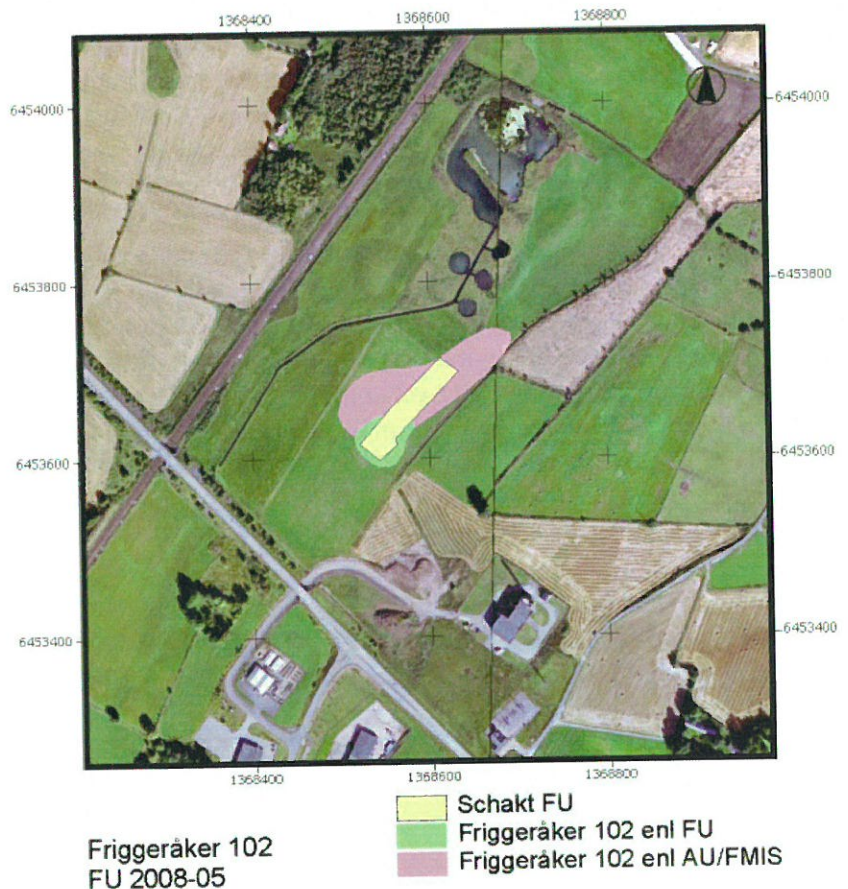 1368400 1368600 1368800
6454000 6454000
6453800 6453800
6453600 6453600
6453400 6453400
1368400 1368600 1368800
Schakt FU
Friggeråker 102 enl FU
Friggeråker 102 enl AU/FMIS
Friggeråker 102
FU 2008-05